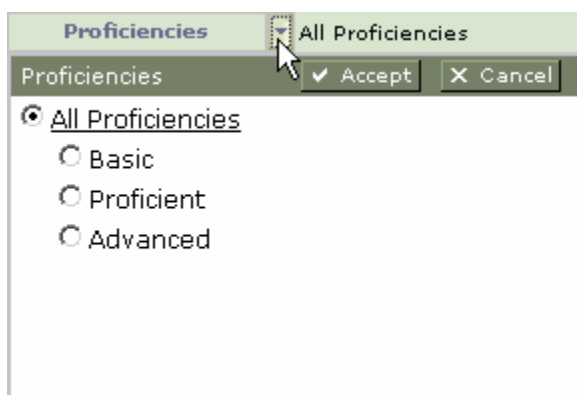 Proficiencies All Proficiencies
Proficiencies Accept X Cancel
All Proficiencies
Basic
Proficient
Advanced